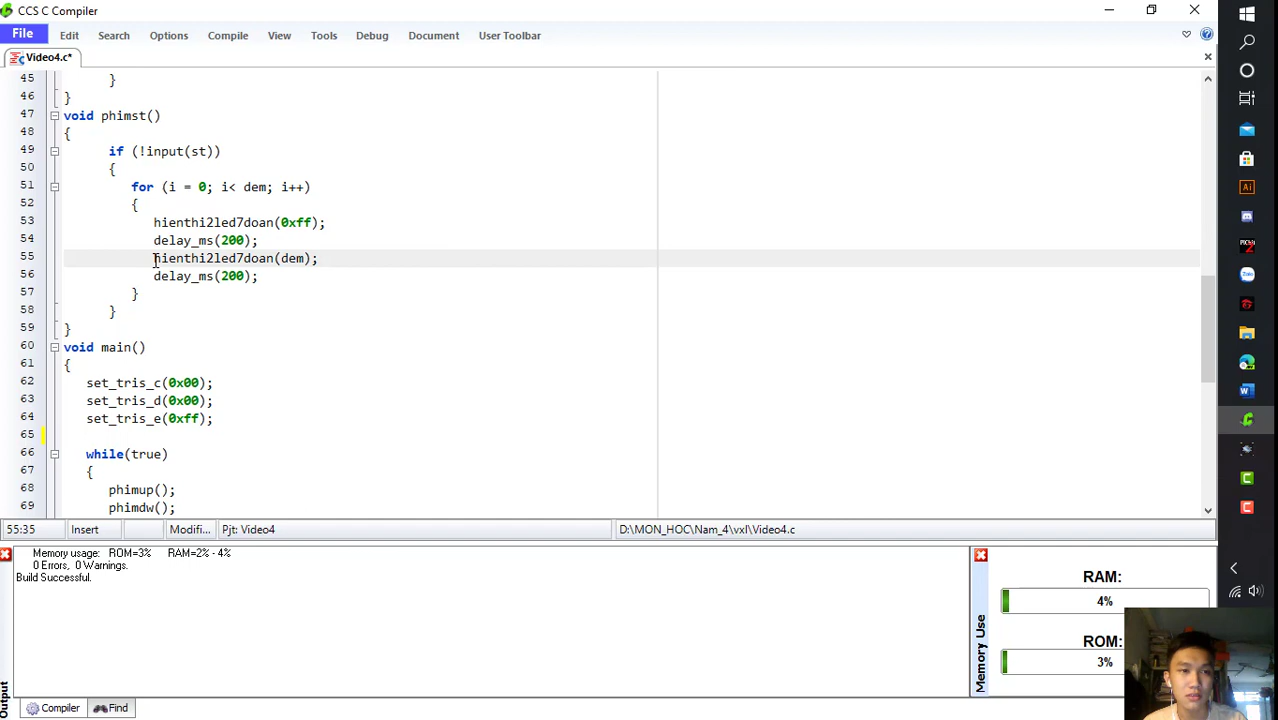 CCS C Compiler
File Edit Search Options Compile View Tools Debug Document User Toolbar
Video4.c*
45 }
46 }
47 void phimst()
48 {
49 if (!input(st))
50 {
51 for (i = 0; i< dem; i++)
52 {
53 hienthi2led7doan(0xff);
54 delay_ms(200);
55 hienthi2led7doan(dem);
56 delay_ms(200);
57 }
58 }
59 }
60 void main()
61 {
62 set_tris_c(0x00);
63 set_tris_d(0x00);
64 set_tris_e(0xff);
65
66 while(true)
67 {
68 phimup();
69 phimdw();
55:35 Insert Modifi... Pjt: Video4 D:\MON_HOC\Nam_4\vxl\Video4.c
Memory usage: ROM=3% RAM=2% - 4%
0 Errors, 0 Warnings.
Build Successful.
Output
Compiler Find
Memory Use
RAM:
4%
ROM:
3%